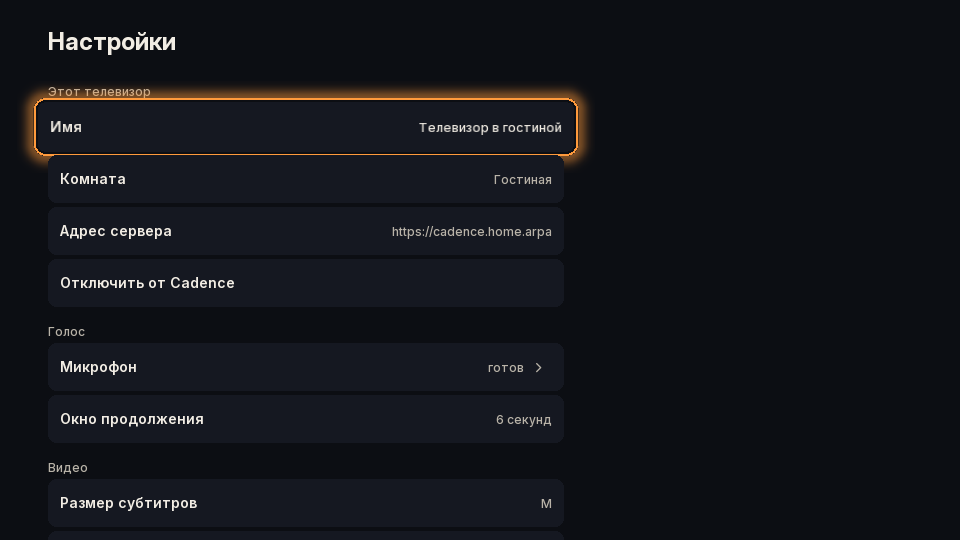 Настройки
Этот телевизор
Имя Телевизор в гостиной
Комната Гостиная
Адрес сервера https://cadence.home.arpa
Отключить от Cadence
Голос
Микрофон готов
Окно продолжения 6 секунд
Видео
Размер субтитров M